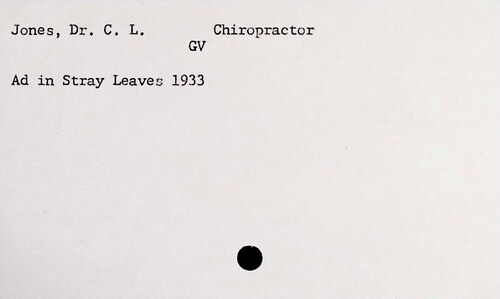 Jones, Dr. C. L. Chiropractor
GV
Ad in Stray Leaves 1933